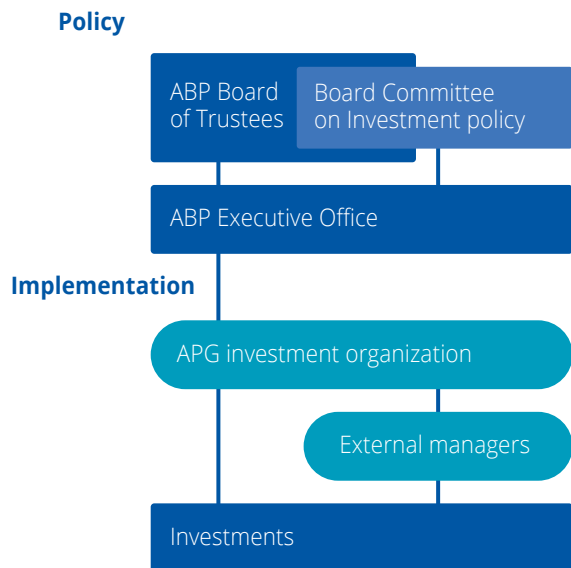 Policy
ABP Board
of Trustees
Board Committee
on Investment policy
ABP Executive Office
Implementation
APG investment organization
External managers
Investments